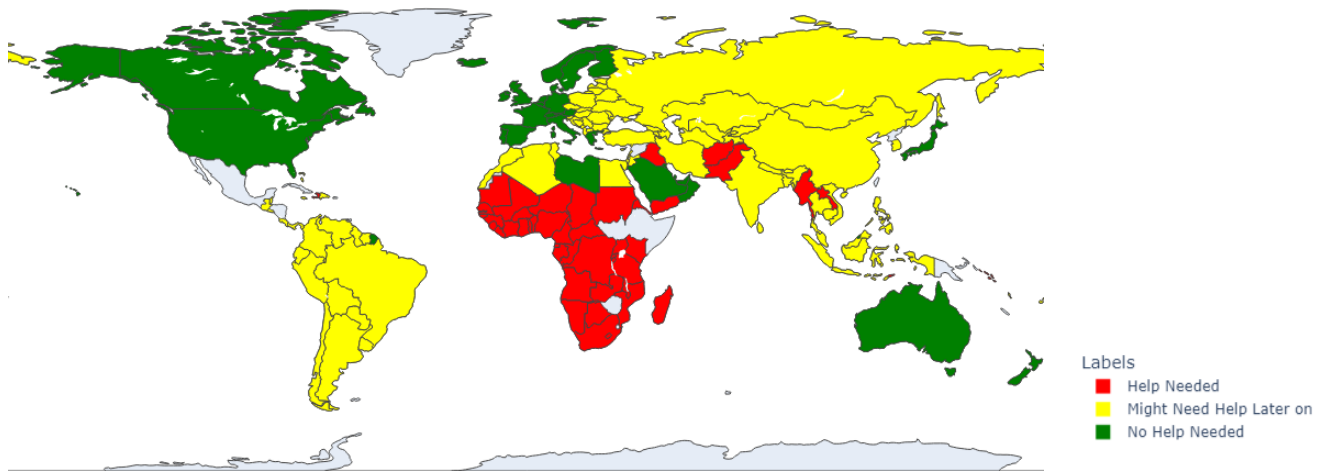 Labels
Help Needed
Might Need Help Later on
No Help Needed